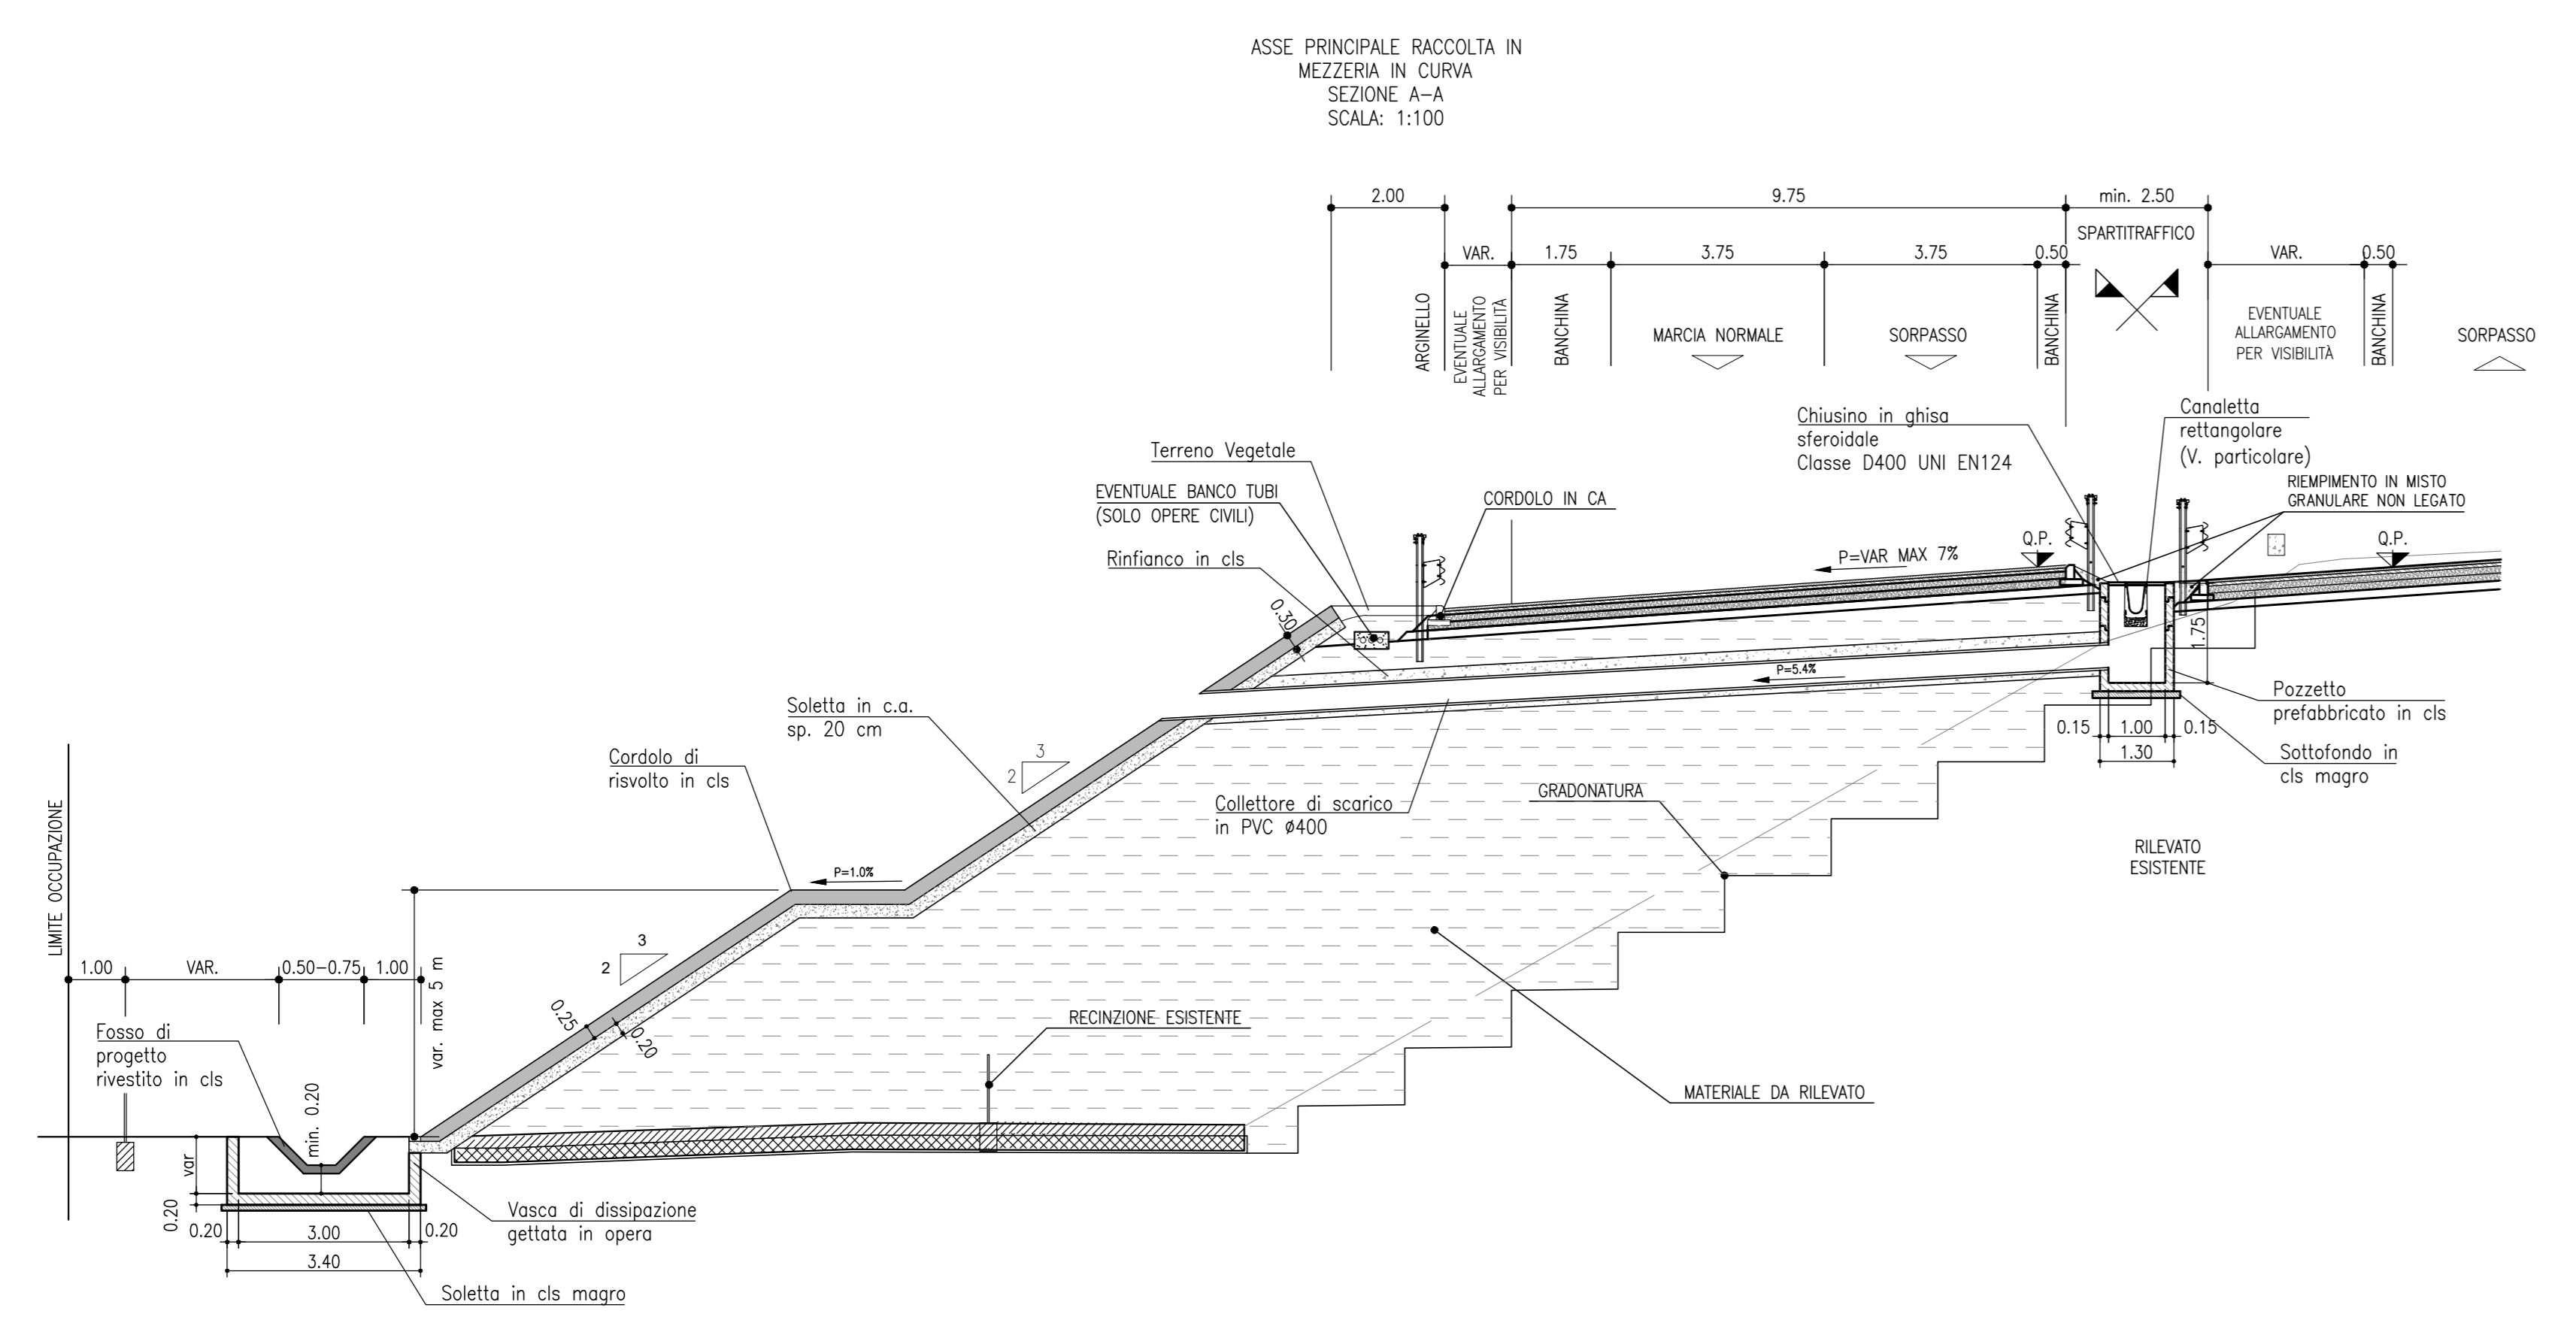 ASSE PRINCIPALE RACCOLTA IN
MEZZERIA IN CURVA
SEZIONE A-A
SCALA: 1:100
2.00
9.75
min. 2.50
SPARTITRAFFICO
VAR.
1.75
3.75
3.75
0.50
VAR.
0.50
ARGINELLO
EVENTUALE
ALLARGAMENTO
PER VISIBILITÀ
BANCHINA
MARCIA NORMALE
SORPASSO
BANCHINA
EVENTUALE
ALLARGAMENTO
PER VISIBILITÀ
BANCHINA
SORPASSO
Chiusino in ghisa
sferoidale
Classe D400 UNI EN124
Canaletta
rettangolare
(V. particolare)
RIEMPIMENTO IN MISTO
GRANULARE NON LEGATO
Terreno Vegetale
EVENTUALE BANCO TUBI
(SOLO OPERE CIVILI)
CORDOLO IN CA
Rinfianco in cls
P=VAR MAX 7%
Q.P.
Q.P.
0.30
1.75
P=5.4%
Pozzetto
prefabbricato in cls
0.15
1.00
0.15
1.30
Sottofondo in
cls magro
Soletta in c.a.
sp. 20 cm
3
2
Cordolo di
risvolto in cls
Collettore di scarico
in PVC ø400
GRADONATURA
RILEVATO
ESISTENTE
P=1.0%
LIMITE OCCUPAZIONE
3
2
1.00
VAR.
0.50-0.75
1.00
var. max 5 m
0.25
0.20
RECINZIONE ESISTENTE
MATERIALE DA RILEVATO
Fosso di
progetto
rivestito in cls
min. 0.20
var
0.20
0.20
3.00
0.20
3.40
Vasca di dissipazione
gettata in opera
Soletta in cls magro